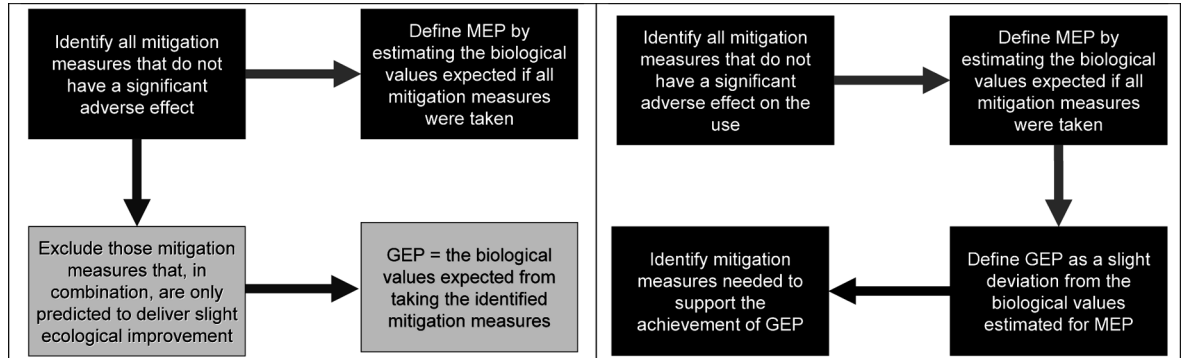 Identify all mitigation
measures that do not
have a significant
adverse effect
Define MEP by
estimating the biological
values expected if all
mitigation measures
were taken
Exclude those mitigation
measures that, in
combination, are only
predicted to deliver slight
ecological improvement
GEP = the biological
values expected from
taking the identified
mitigation measures
Identify all mitigation
measures that do not
have a significant
adverse effect on the
use
Define MEP by
estimating the biological
values expected if all
mitigation measures
were taken
Identify mitigation
measures needed to
support the
achievement of GEP
Define GEP as a slight
deviation from the
biological values
estimated for MEP